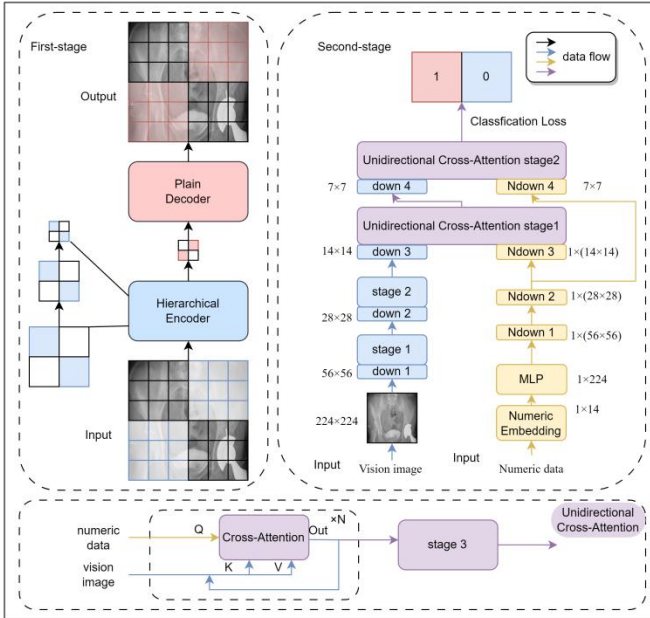 First-stage
Output
Plain
Decoder
Hierarchical
Encoder
Input
Second-stage
data flow
1
0
Classfication Loss
Unidirectional Cross-Attention stage2
7×7
down 4
Ndown 4
7×7
Unidirectional Cross-Attention stage1
14×14
down 3
Ndown 3
1×(14×14)
stage 2
Ndown 2
1×(28×28)
28×28
down 2
Ndown 1
1×(56×56)
stage 1
56×56
down 1
MLP
1×224
1×14
224×224
Numeric
Embedding
Input
Vision image
Input
Numeric data
numeric
data
Q
Cross-Attention
Out
×N
stage 3
Unidirectional
Cross-Attention
vision
image
K
V